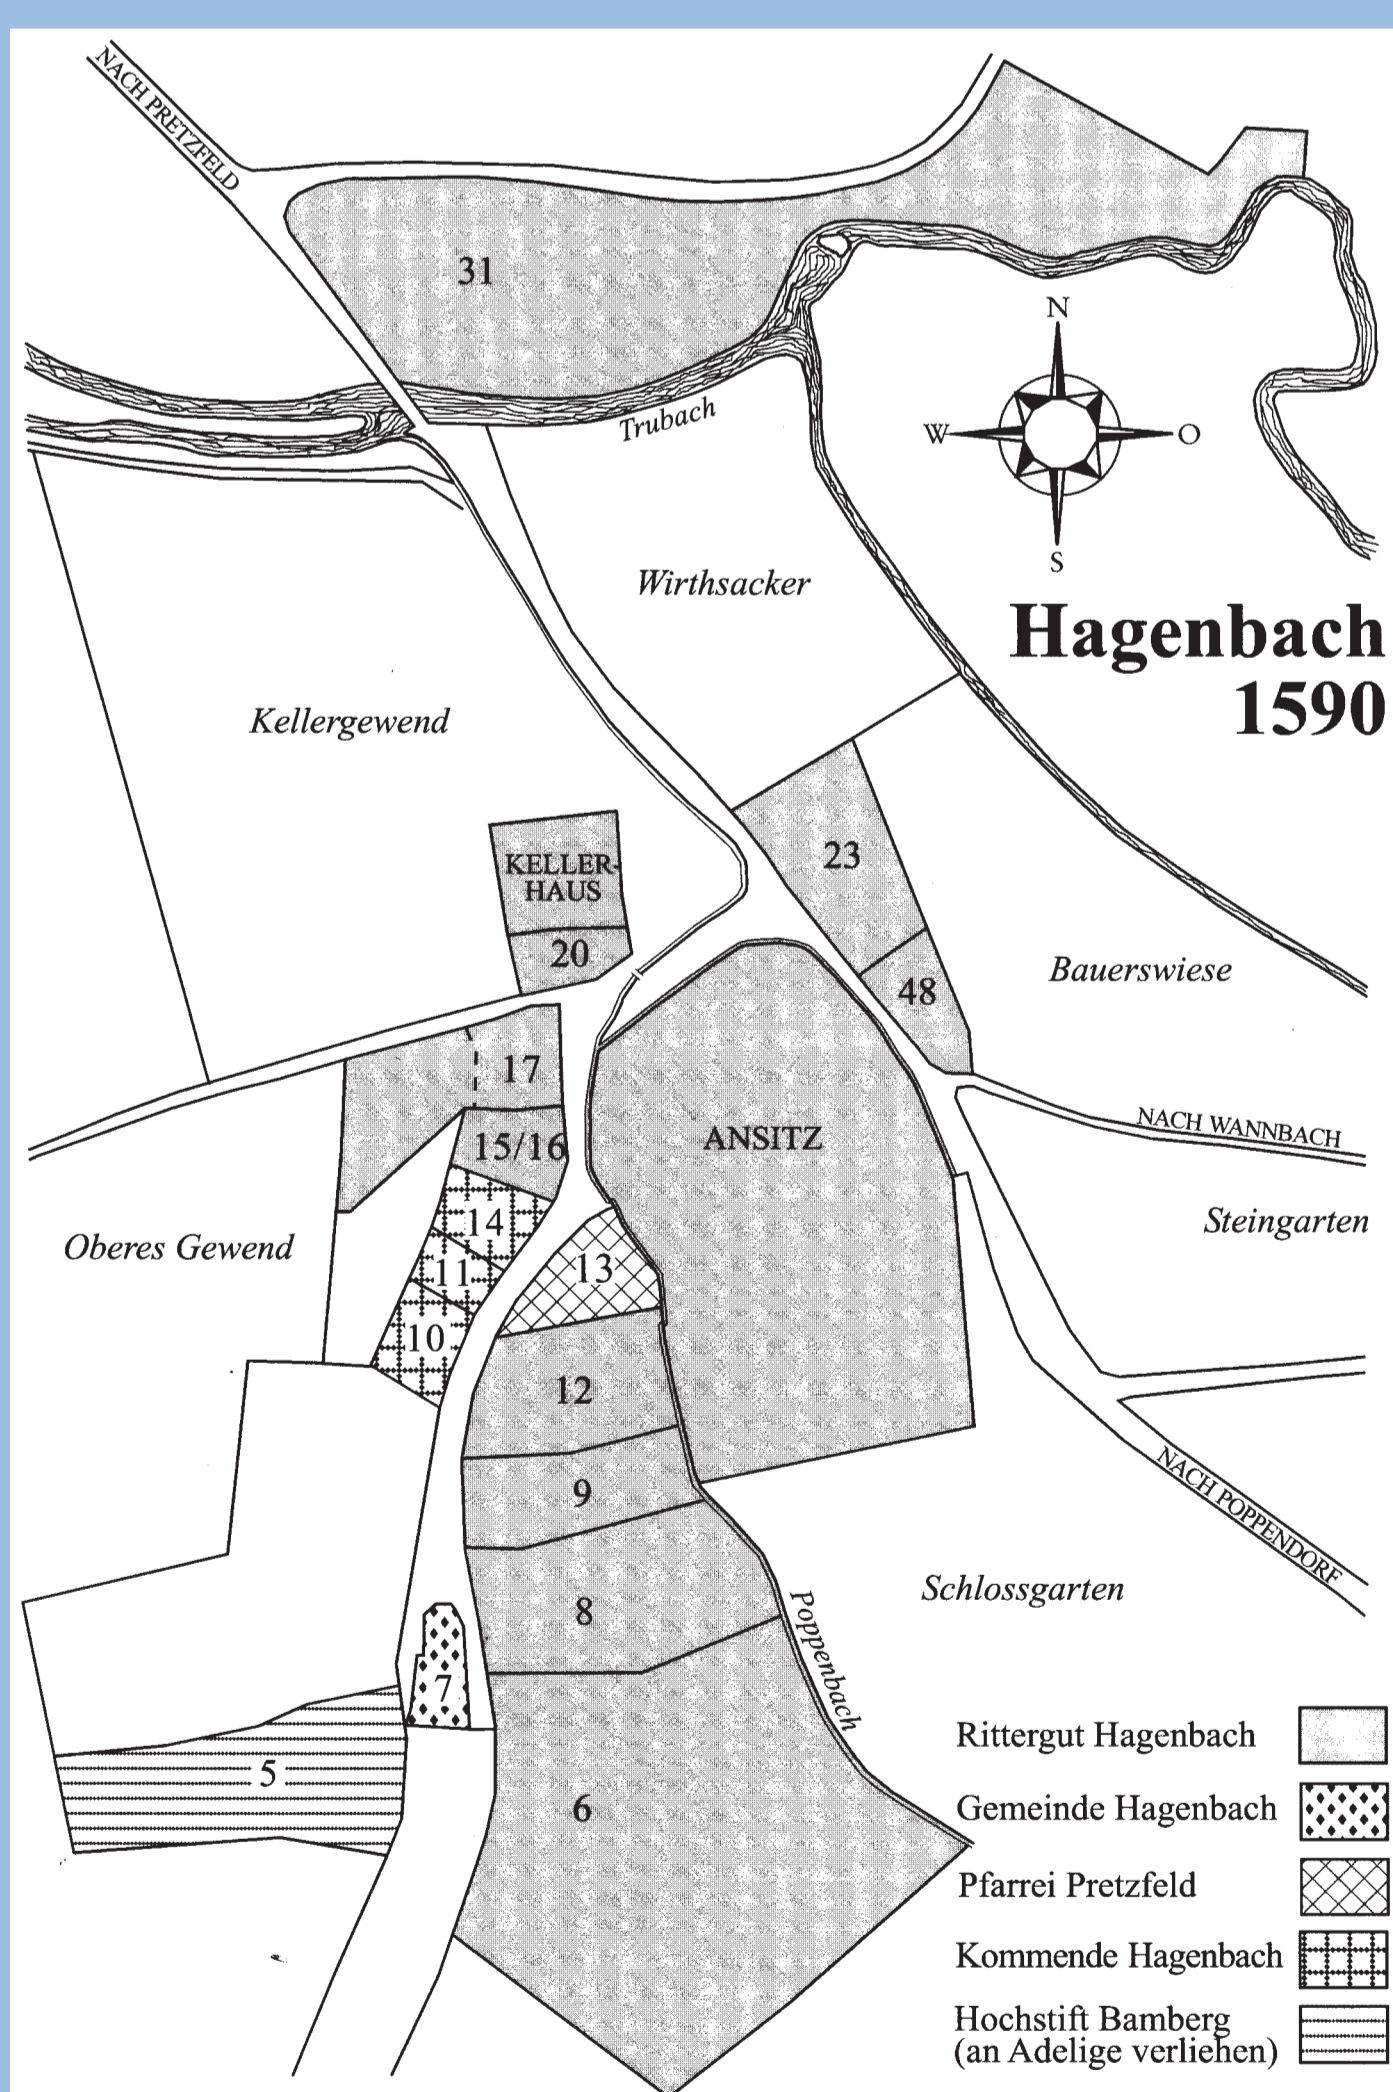 NACH PRETZFELD
31
N
Trubach
W
O
S
Wirthsacker
Hagenbach
1590
Kellergewend
KELLER-
HAUS
20
23
48
Bauerswiese
17
15/16
ANSITZ
NACH WANNBACH
14
Steingarten
Oberes Gewend
11
13
10
12
9
NACH POPPENDORF
8
Schlossgarten
Poppenbach
7
5
6
Rittergut Hagenbach
Gemeinde Hagenbach
Pfarrei Pretzfeld
Kommende Hagenbach
Hochstift Bamberg
(an Adelige verliehen)